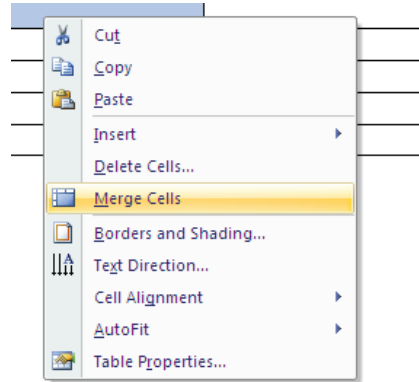 Cut
Copy
Paste
Insert
Delete Cells...
Merge Cells
Borders and Shading...
Text Direction...
Cell Alignment
AutoFit
Table Properties...